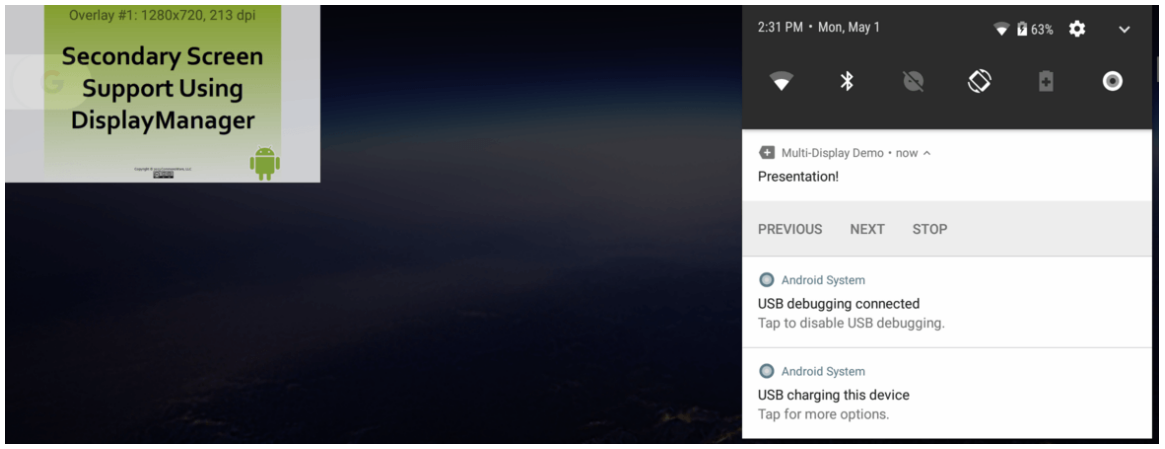 Overlay #1: 1280x720, 213 dpi
Secondary Screen
Support Using
DisplayManager
G
2:31 PM • Mon, May 1
63%
Multi-Display Demo • now
Presentation!
PREVIOUS NEXT STOP
Android System
USB debugging connected
Tap to disable USB debugging.
Android System
USB charging this device
Tap for more options.